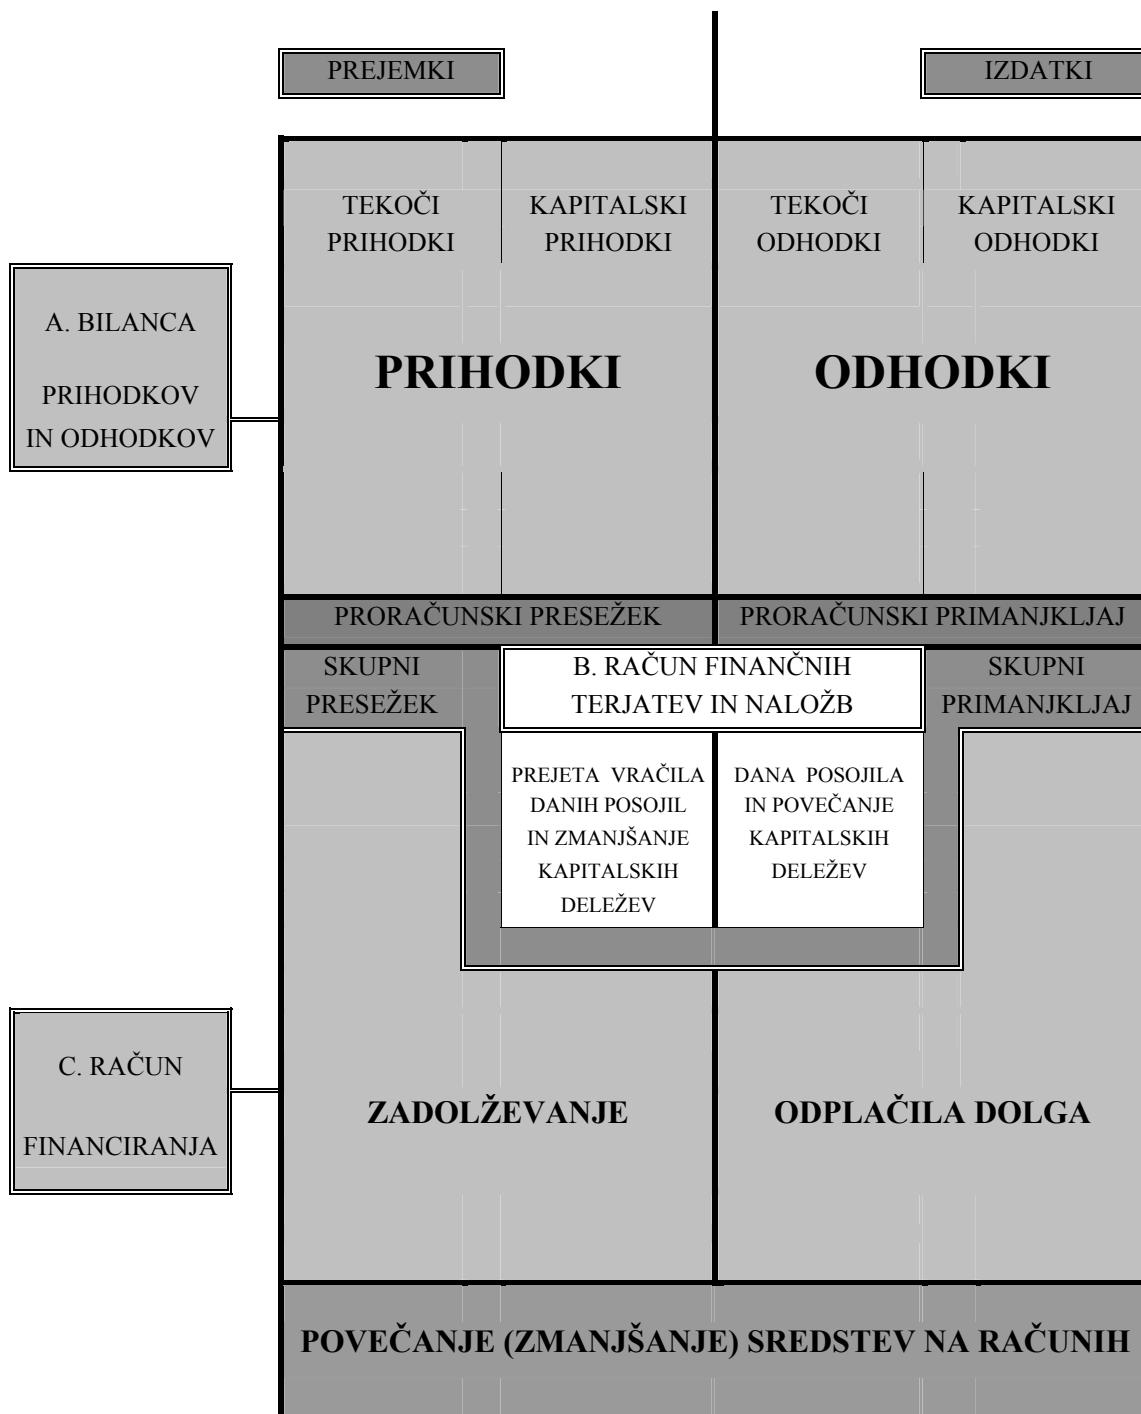 PREJEMKI
IZDATKI
TEKOČI
PRIHODKI
KAPITALSKI
PRIHODKI
TEKOČI
ODHODKI
KAPITALSKI
ODHODKI
A. BILANCA
PRIHODKOV
IN ODHODKOV
PRIHODKI
ODHODKI
PRORAČUNSKI PRESEŽEK
PRORAČUNSKI PRIMANJKLJAJ
SKUPNI
PRESEŽEK
B. RAČUN FINANČNIH
TERJATEV IN NALOŽB
SKUPNI
PRIMANJKLJAJ
PREJETA VRAČILA
DANIH POSOJIL
IN ZMANJŠANJE
KAPITALSKIH
DELEŽEV
DANA POSOJILA
IN POVEČANJE
KAPITALSKIH
DELEŽEV
C. RAČUN
FINANCIRANJA
ZADOLŽEVANJE
ODPLAČILA DOLGA
POVEČANJE (ZMANJŠANJE) SREDSTEV NA RAČUNIH